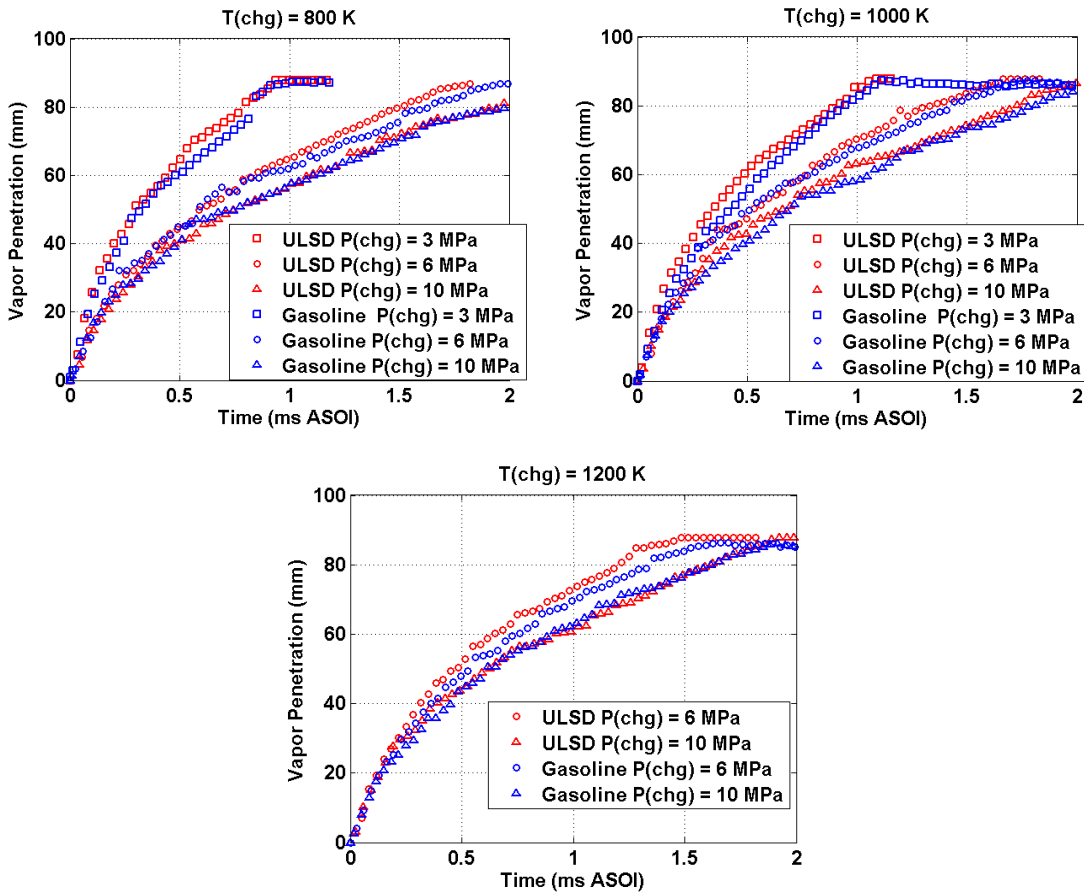 T(chg) = 800 K
100
80
60
40
20
0
Vapor Penetration (mm)
0
0.5
1
1.5
2
Time (ms ASOI)
ULSD P(chg) = 3 MPa
ULSD P(chg) = 6 MPa
ULSD P(chg) = 10 MPa
Gasoline P(chg) = 3 MPa
Gasoline P(chg) = 6 MPa
Gasoline P(chg) = 10 MPa
T(chg) = 1000 K
100
80
60
40
20
0
Vapor Penetration (mm)
0
0.5
1
1.5
2
Time (ms ASOI)
ULSD P(chg) = 3 MPa
ULSD P(chg) = 6 MPa
ULSD P(chg) = 10 MPa
Gasoline P(chg) = 3 MPa
Gasoline P(chg) = 6 MPa
Gasoline P(chg) = 10 MPa
T(chg) = 1200 K
100
80
60
40
20
0
Vapor Penetration (mm)
0
0.5
1
1.5
2
Time (ms ASOI)
ULSD P(chg) = 6 MPa
ULSD P(chg) = 10 MPa
Gasoline P(chg) = 6 MPa
Gasoline P(chg) = 10 MPa